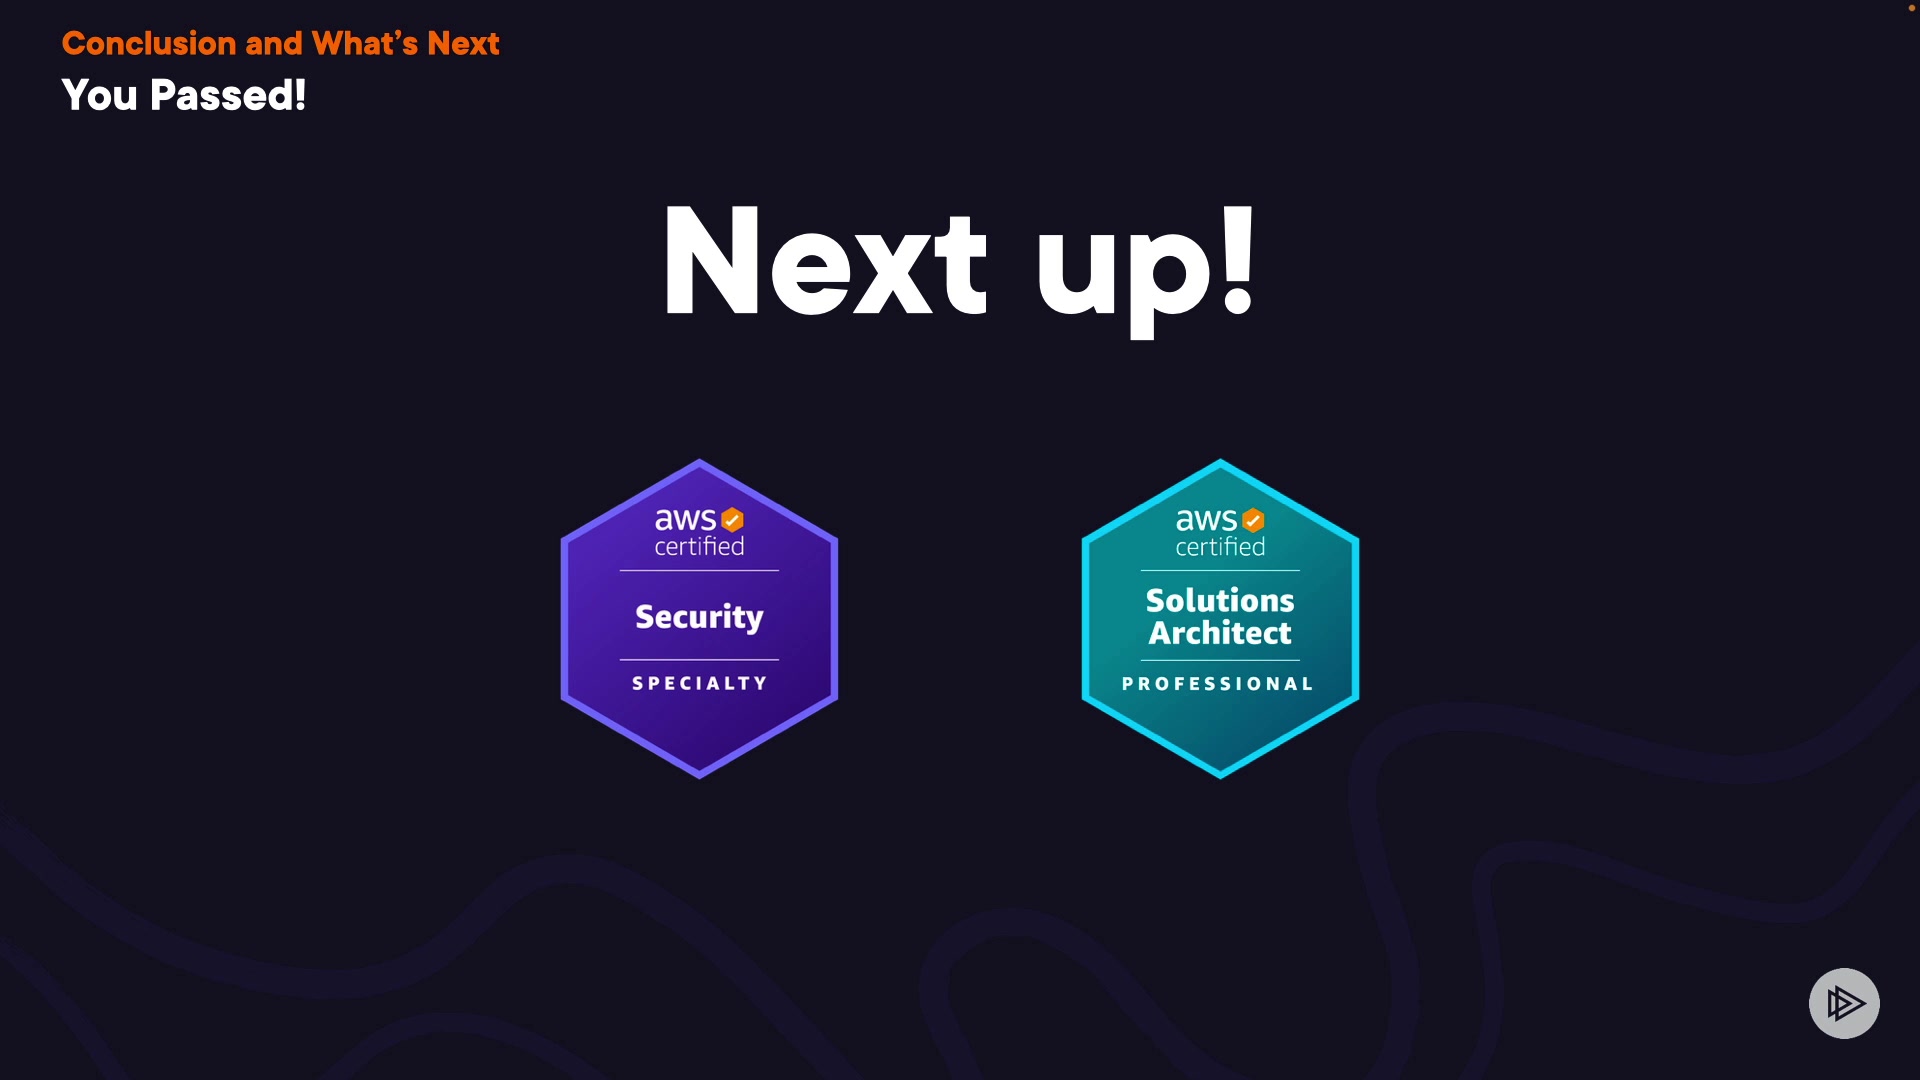 Conclusion and What’s Next
You Passed!
Next up!
aws
certified
Security
SPECIALTY
aws
certified
Solutions
Architect
PROFESSIONAL